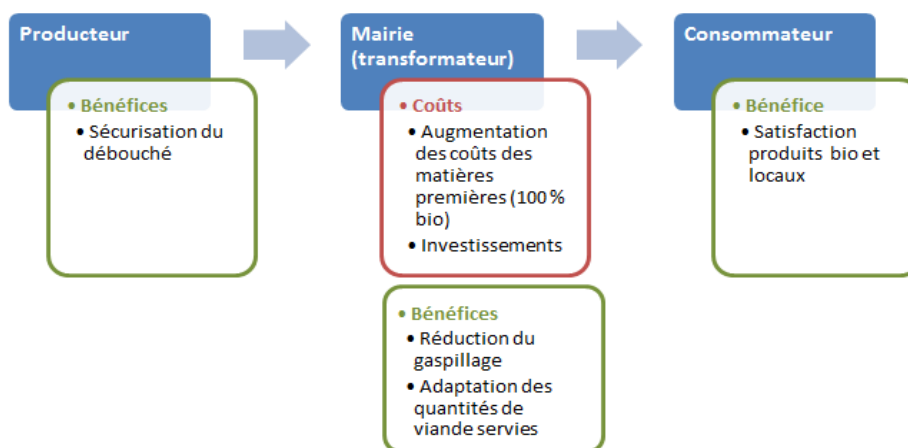 Producteur
• Bénéfices
• Sécurisation du
débouché
Mairie
(transformateur)
• Coûts
• Augmentation
des coûts des
matières
premières (100 %
bio)
• Investissements
• Bénéfices
• Réduction du
gaspillage
• Adaptation des
quantités de
viande servies
Consommateur
• Bénéfice
• Satisfaction
produits bio et
locaux